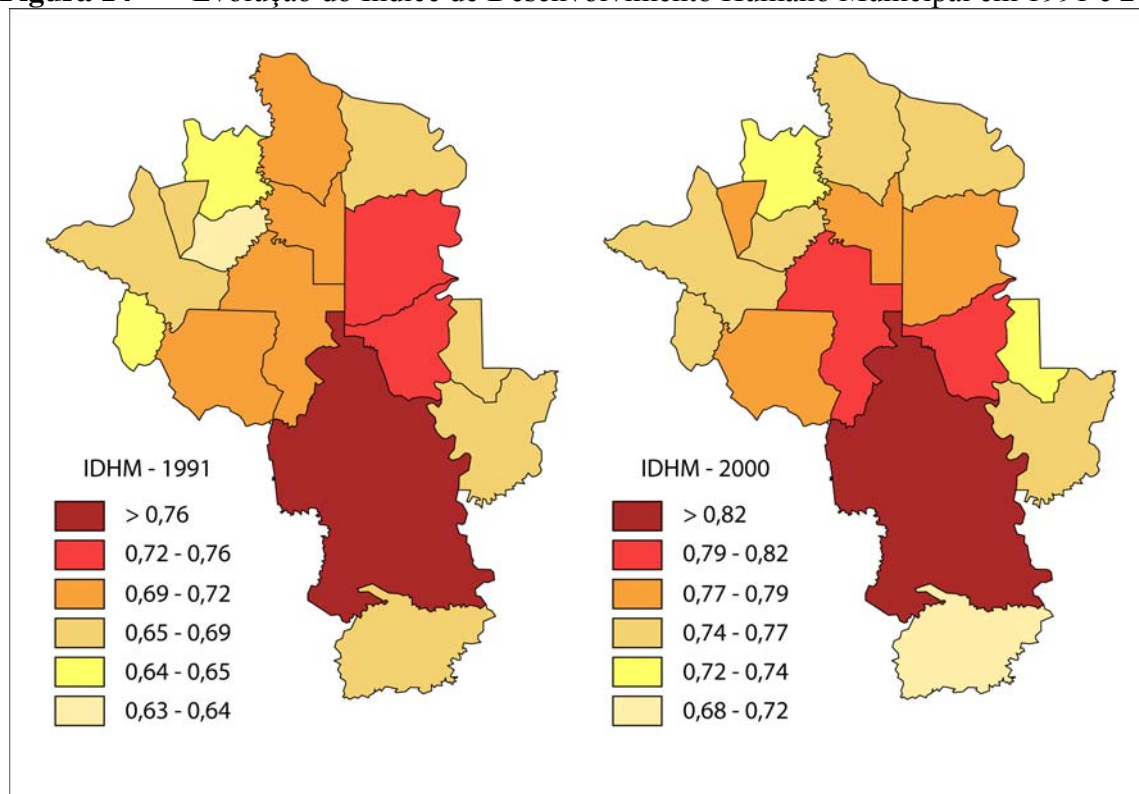 Evolução do Índice de Desenvolvimento Humano Municipal em 1991 e
IDHM - 1991
> 0,76
0,72 - 0,76
0,69 - 0,72
0,65 - 0,69
0,64 - 0,65
0,63 - 0,64
IDHM - 2000
> 0,82
0,79 - 0,82
0,77 - 0,79
0,74 - 0,77
0,72 - 0,74
0,68 - 0,72